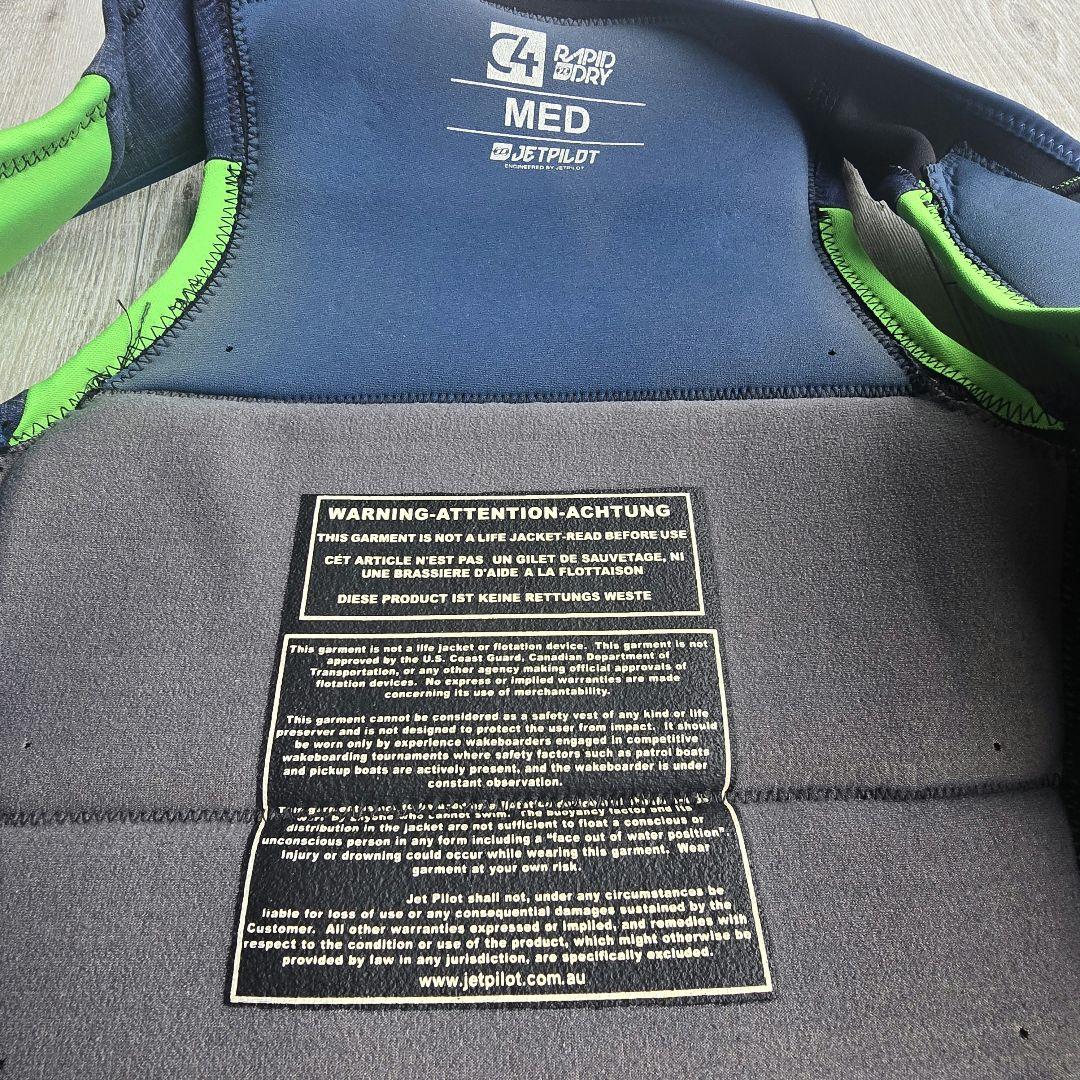 C4 RAPID DRY
MED
JETPILOT
ENGINEERED BY JETPILOT
WARNING-ATTENTION-ACHTUNG
THIS GARMENT IS NOT A LIFE JACKET-READ BEFORE USE
CÉT ARTICLE N'EST PAS UN GILET DE SAUVETAGE, NI
UNE BRASSIERE D'AIDE A LA FLOTTAISON
DIESE PRODUCT IST KEINE RETTUNGS WESTE
This garment is not a life jacket or flotation device. This garment is not
approved by the U.S. Coast Guard, Canadian Department of
Transportation, or any other agency making official approvals of
flotation devices. No express or implied warranties are made
concerning its use of merchantability.
This garment cannot be considered as a safety vest of any kind or life
preserver and is not designed to protect the user from impact. It should
be worn only by experience wakeboarders engaged in competitive
wakeboarding tournaments where safety factors such as patrol boats
and pickup boats are actively present, and the wakeboarder is under
constant observation.
This garment
who cannot swim. The buoyancy
distribution in the jacket are not sufficient to float a conscious or
unconscious person in any form including a "face out of water position".
Injury or drowning could occur while wearing this garment. Wear
garment at your own risk.
Jet Pilot shall not, under any circumstances be
liable for loss of use or any consequential damages sustained by the
Customer. All other warranties expressed or implied, and remedies with
respect to the condition or use of the product, which might otherwise be
provided by law in any jurisdiction, are specifically excluded.
www.jetpilot.com.au